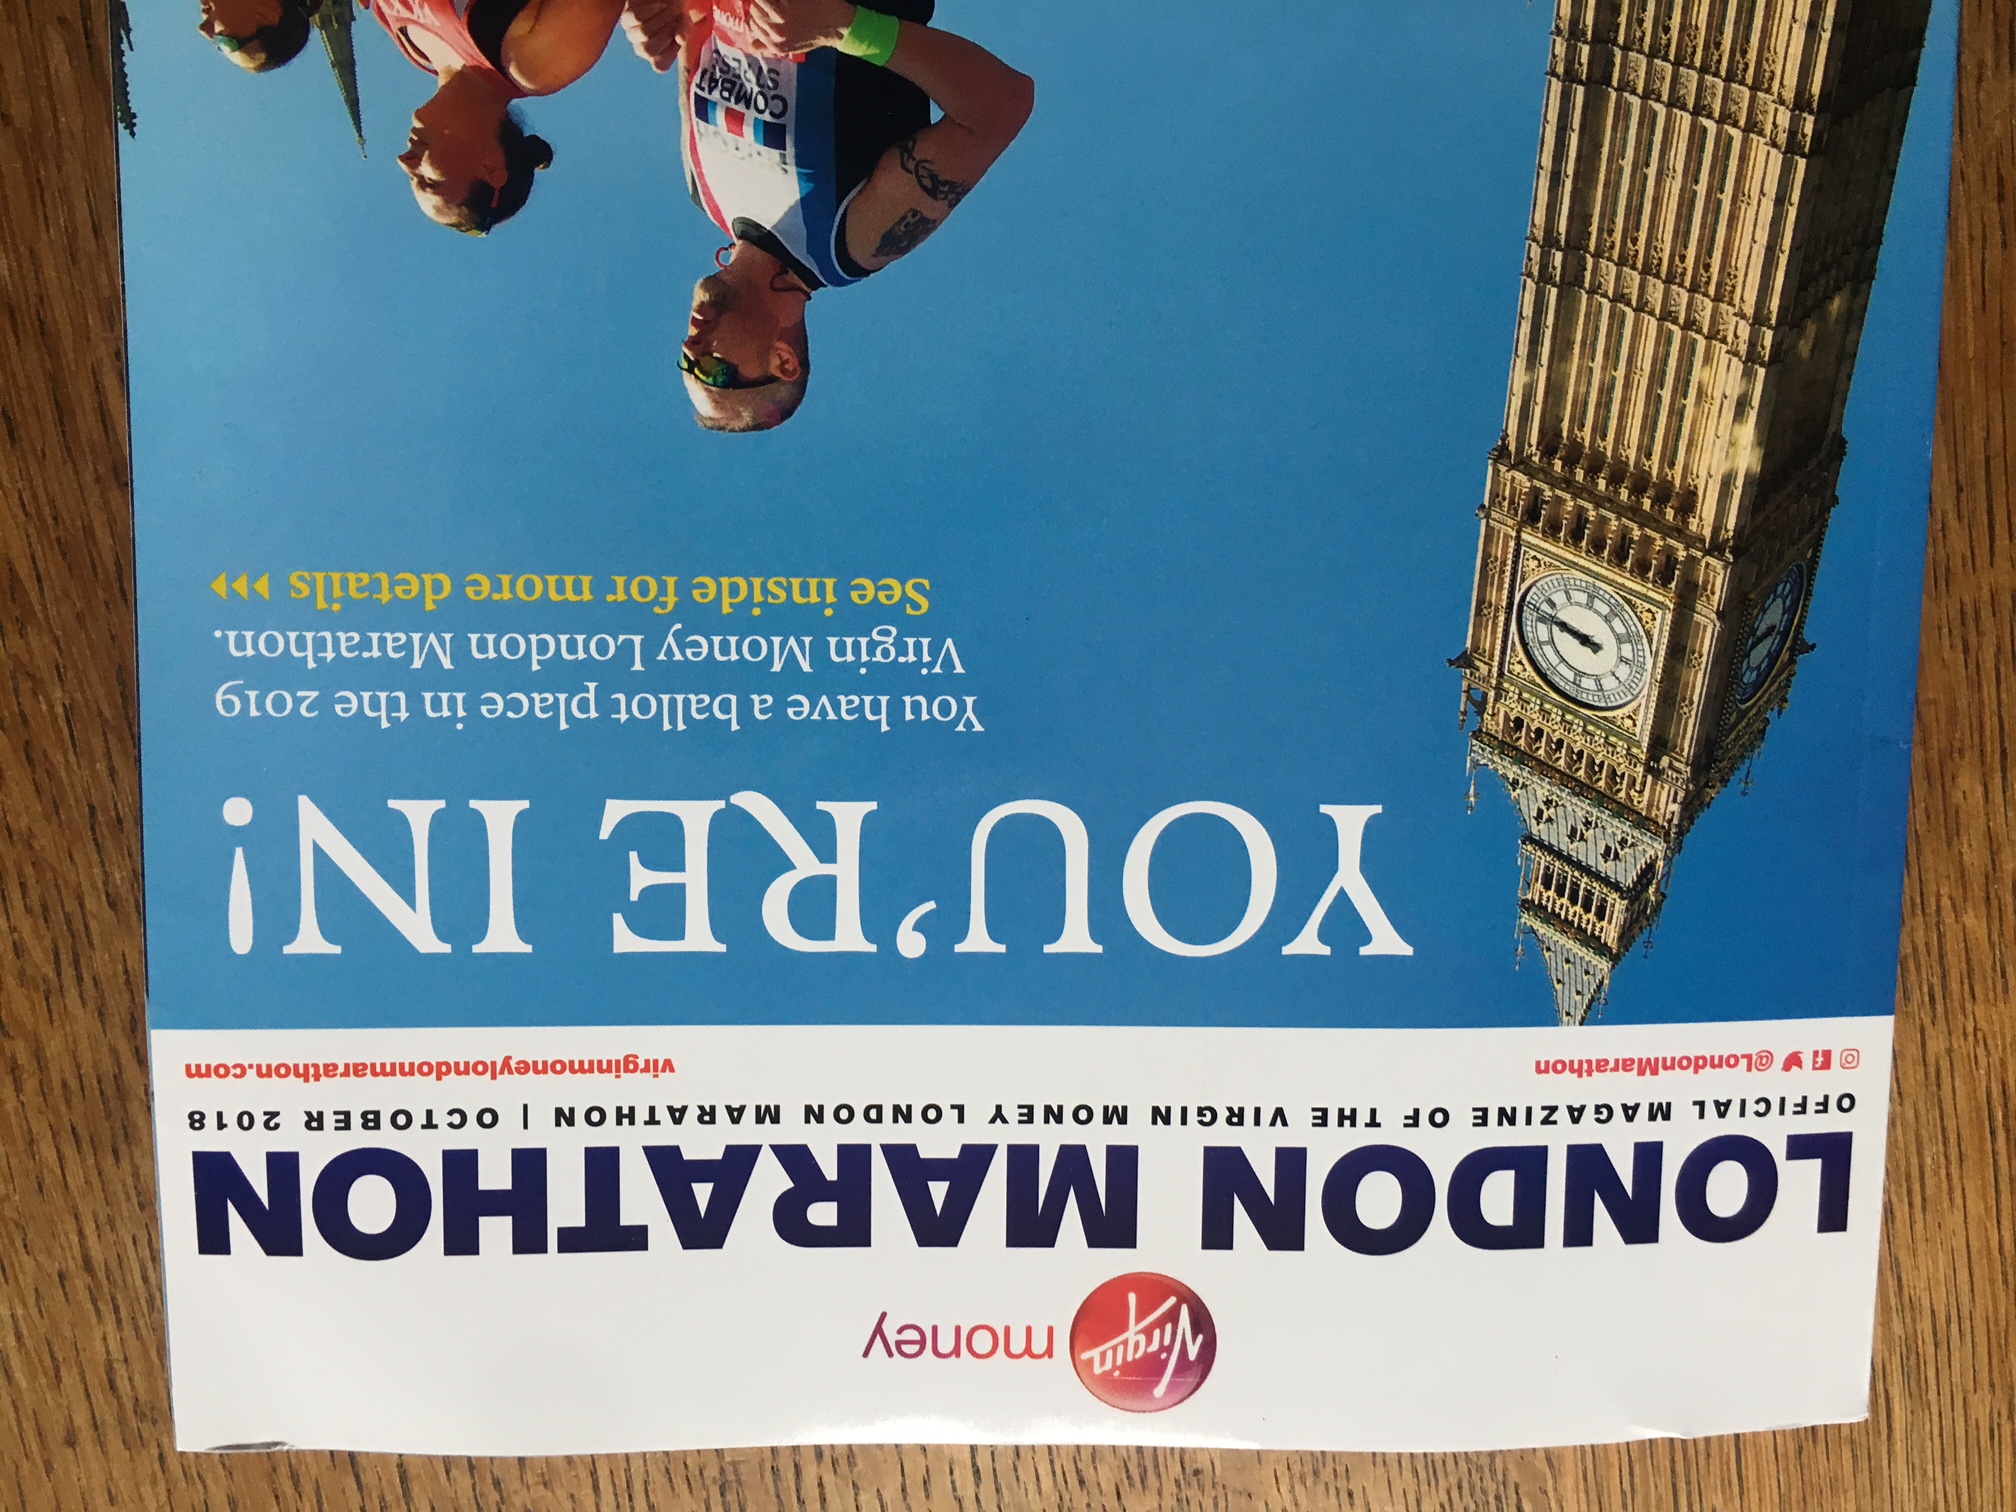 Virgin money
LONDON MARATHON
OFFICIAL MAGAZINE OF THE VIRGIN MONEY LONDON MARATHON | OCTOBER 2018
@LondonMarathon virginmoneylondonmarathon.com
YOU'RE IN!
You have a ballot place in the 2019
Virgin Money London Marathon.
See inside for more details
COMBAT
STRESS